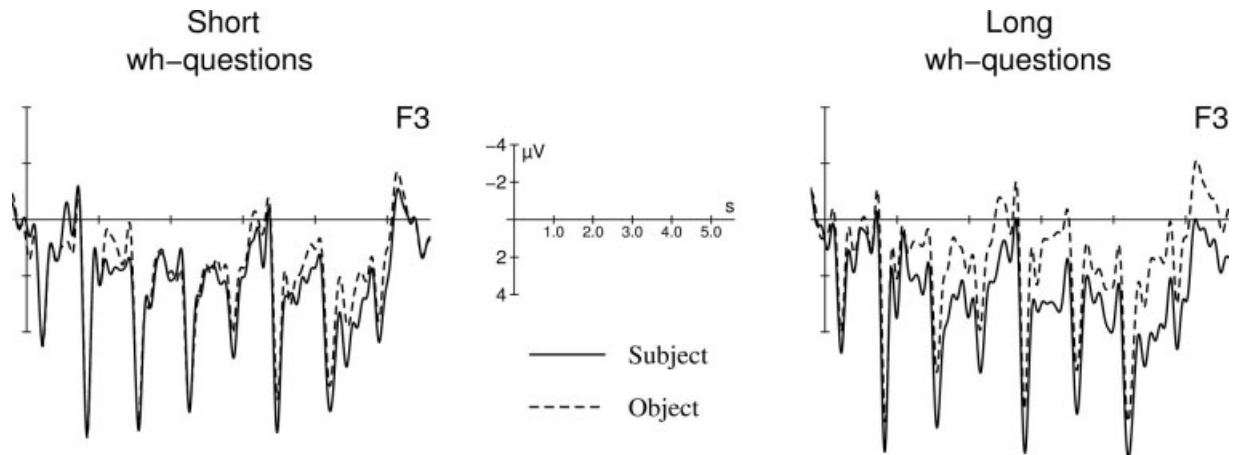 Short
wh−questions
Long
wh−questions
F3
F3
−4
µV
−2
s
1.0 2.0 3.0 4.0 5.0
2
4
Subject
Object